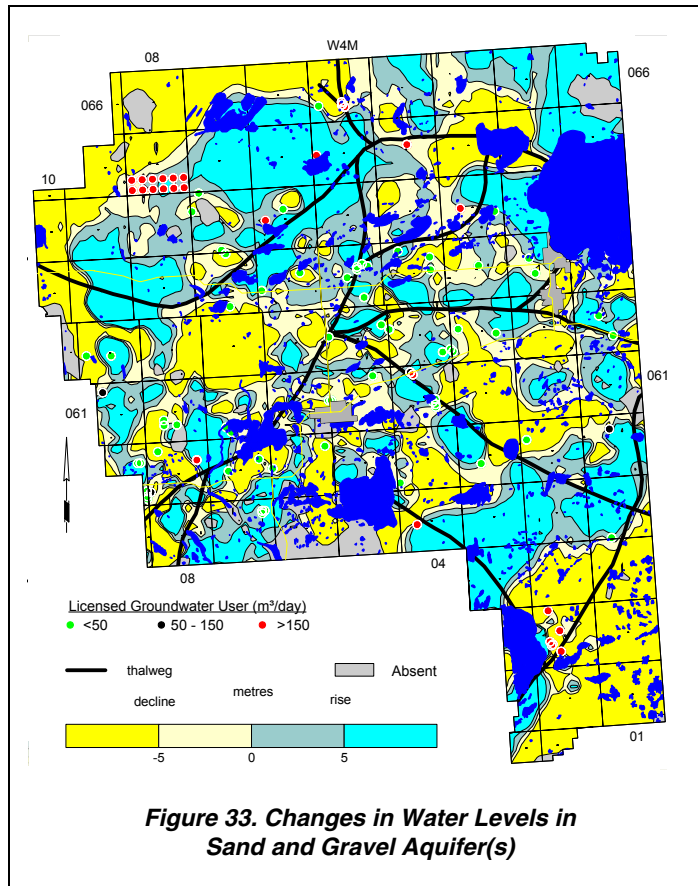 W4M
08
066
066
10
061
061
08
04
Licensed Groundwater User (m³/day)
<50 50 - 150 >150
thalweg Absent
metres
decline rise
-5 0 5
01
Figure 33. Changes in Water Levels in
Sand and Gravel Aquifer(s)